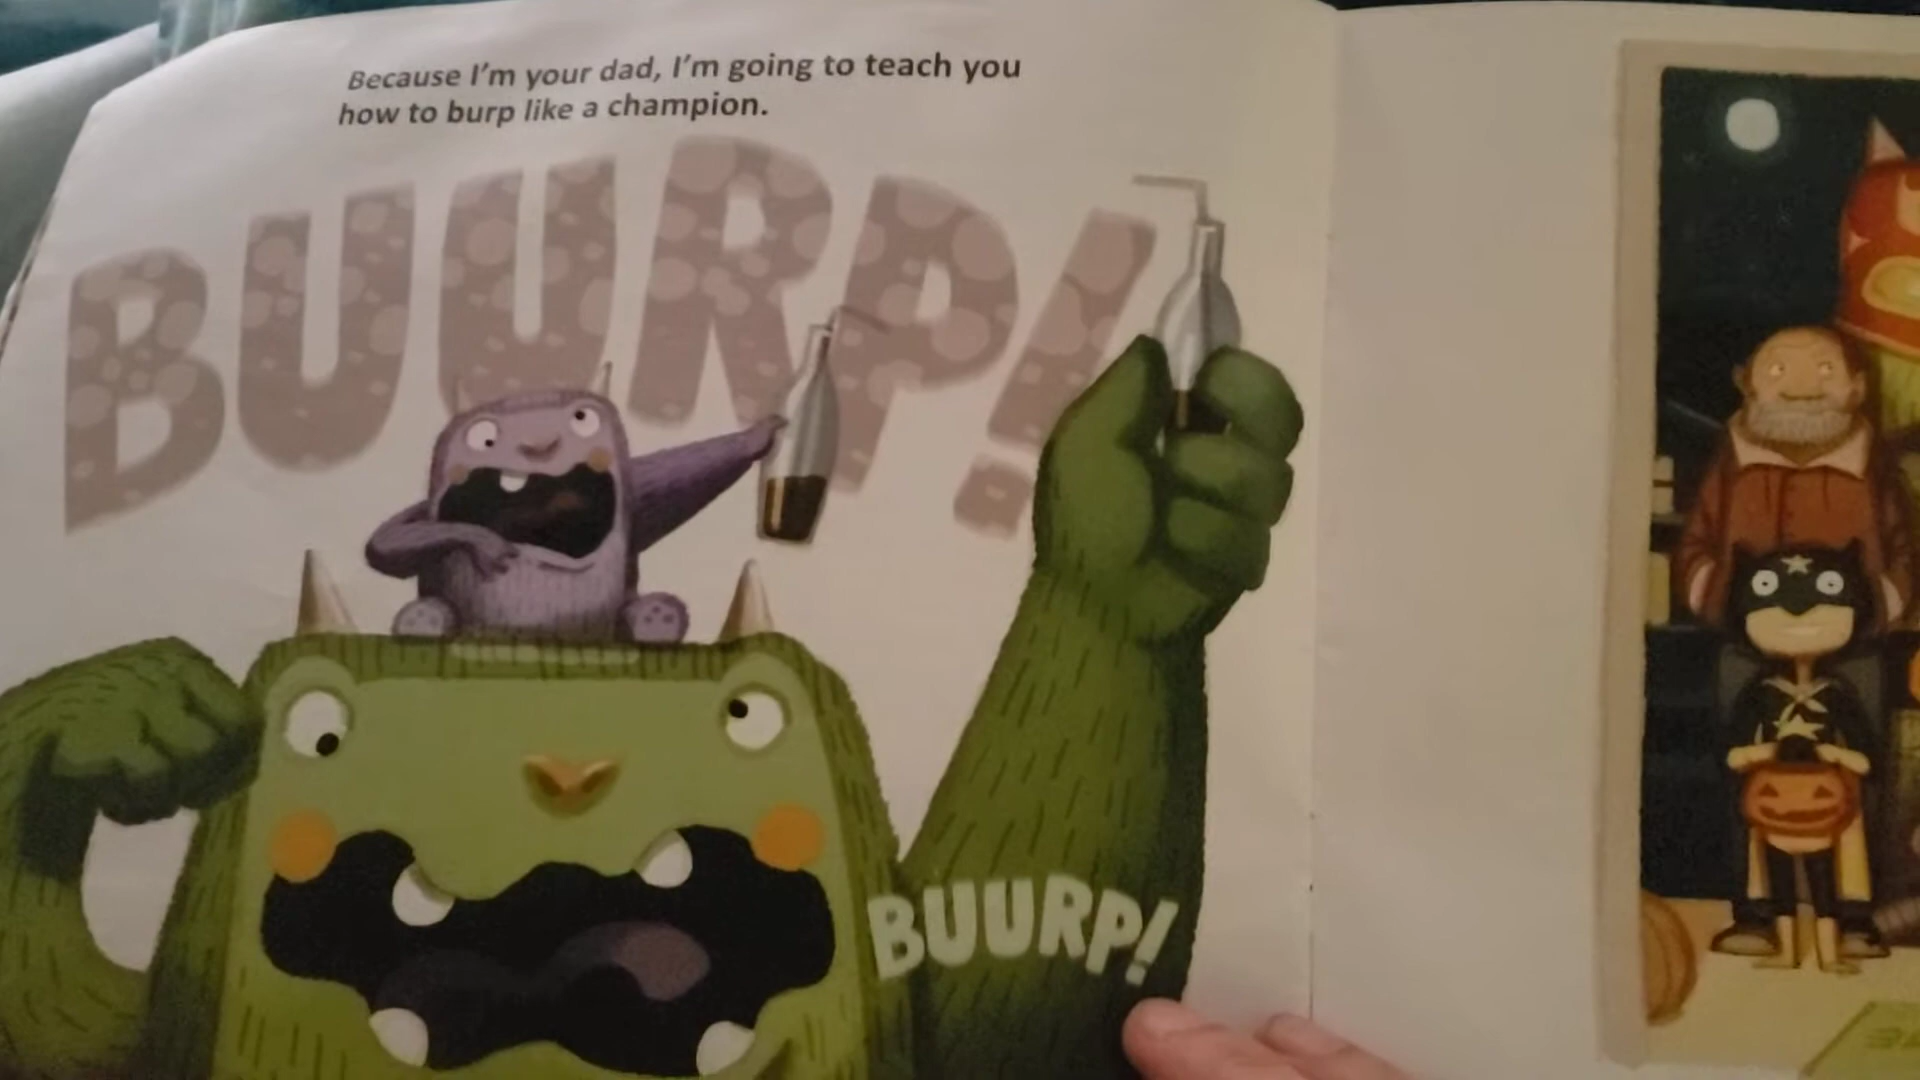 Because I'm your dad, I'm going to teach you
how to burp like a champion.
BUURP!
BUURP!